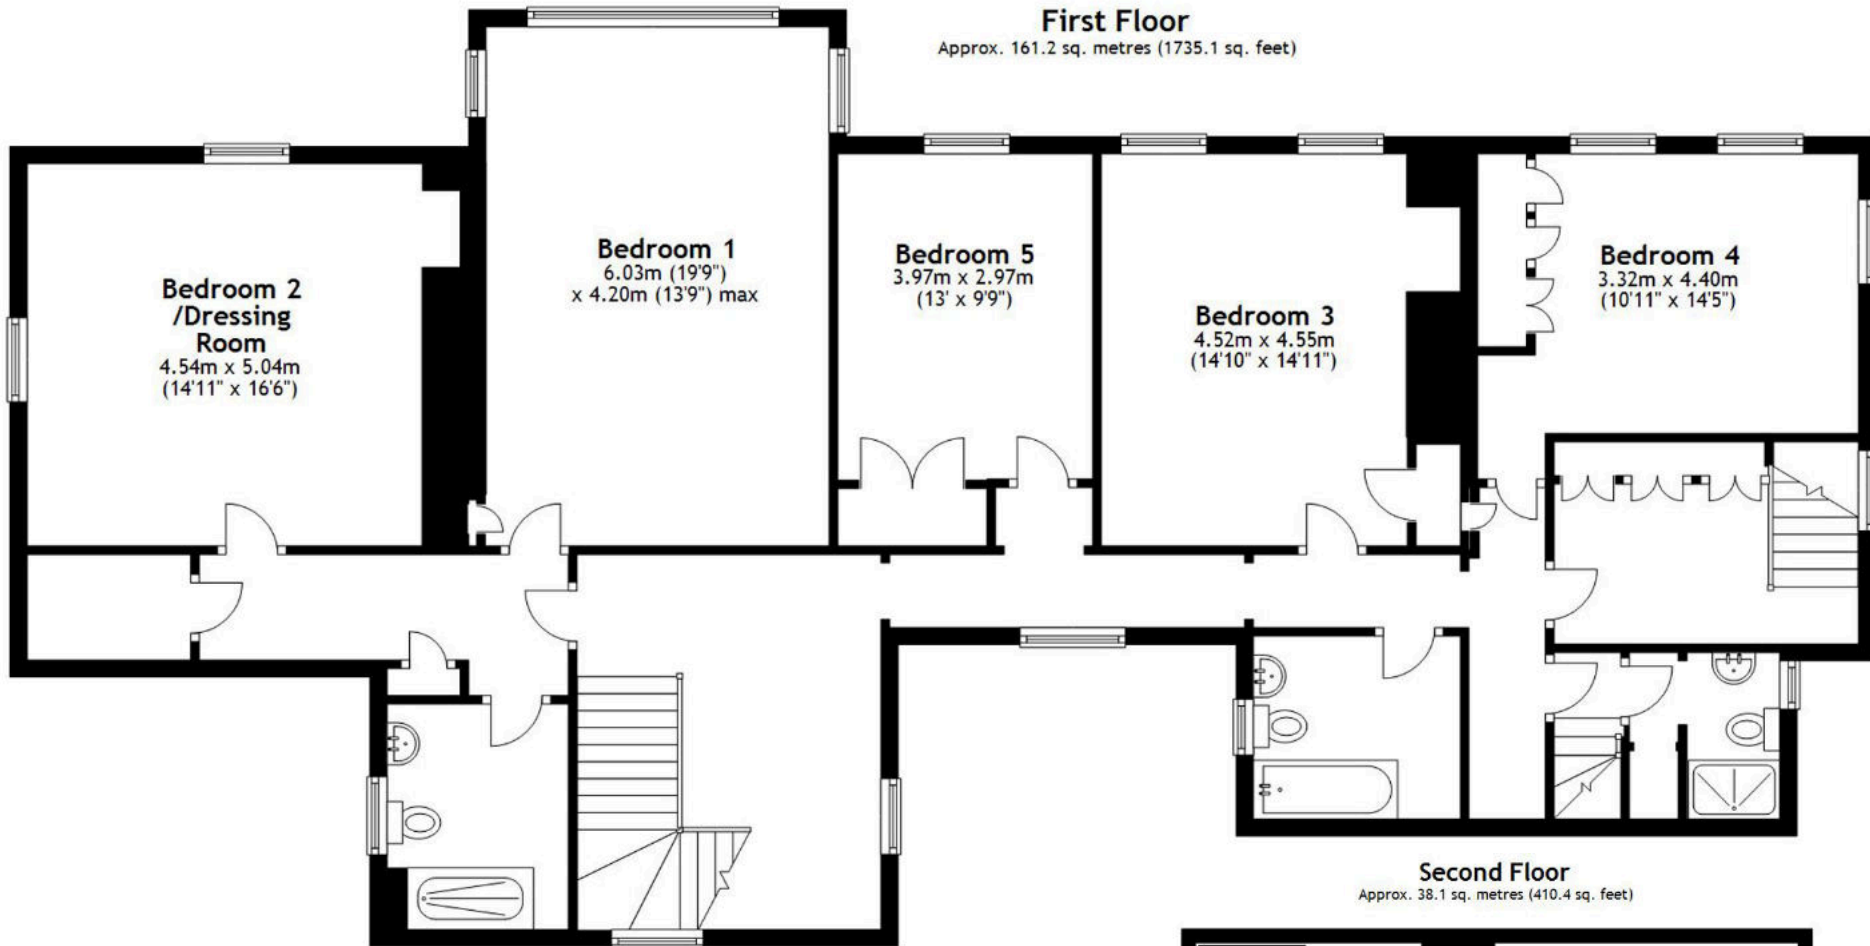 First Floor
Approx. 161.2 sq. metres (1735.1 sq. feet)
Bedroom 2
/Dressing
Room
4.54m x 5.04m
(14'11" x 16'6")
Bedroom 1
6.03m (19'9")
x 4.20m (13'9") max
Bedroom 5
3.97m x 2.97m
(13' x 9'9")
Bedroom 3
4.52m x 4.55m
(14'10" x 14'11")
Bedroom 4
3.32m x 4.40m
(10'11" x 14'5")
Second Floor
Approx. 38.1 sq. metres (410.4 sq. feet)